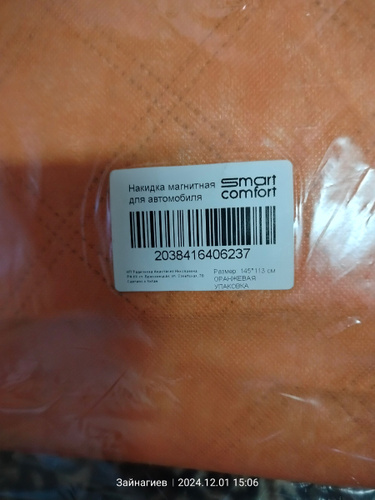 Накидка магнитная
для автомобиля
smart
comfort
2038416406237
Размер: 145*113 см
ОРАНЖЕВАЯ
УПАКОВКА
Зайнагиев | 2024.12.01 15:06